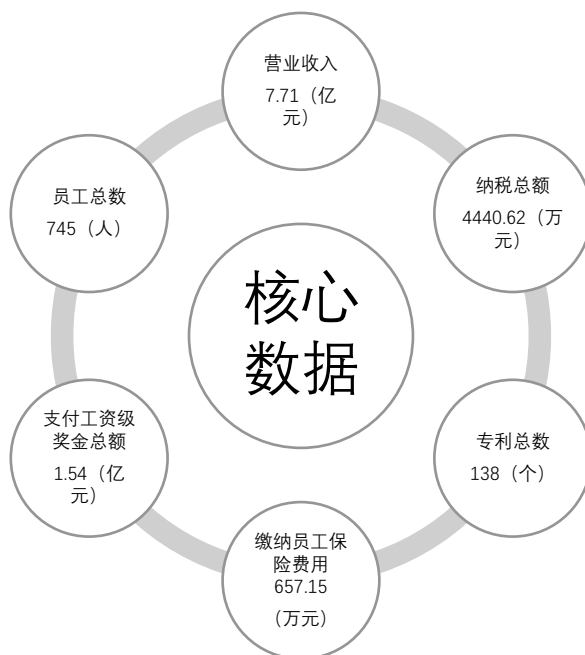 营业收入
7.71（亿
元）
纳税总额
4440.62（万
元）
专利总数
138（个）
缴纳员工保
险费用
657.15
（万元）
支付工资级
奖金总额
1.54（亿
元）
员工总数
745（人）
核心
数据